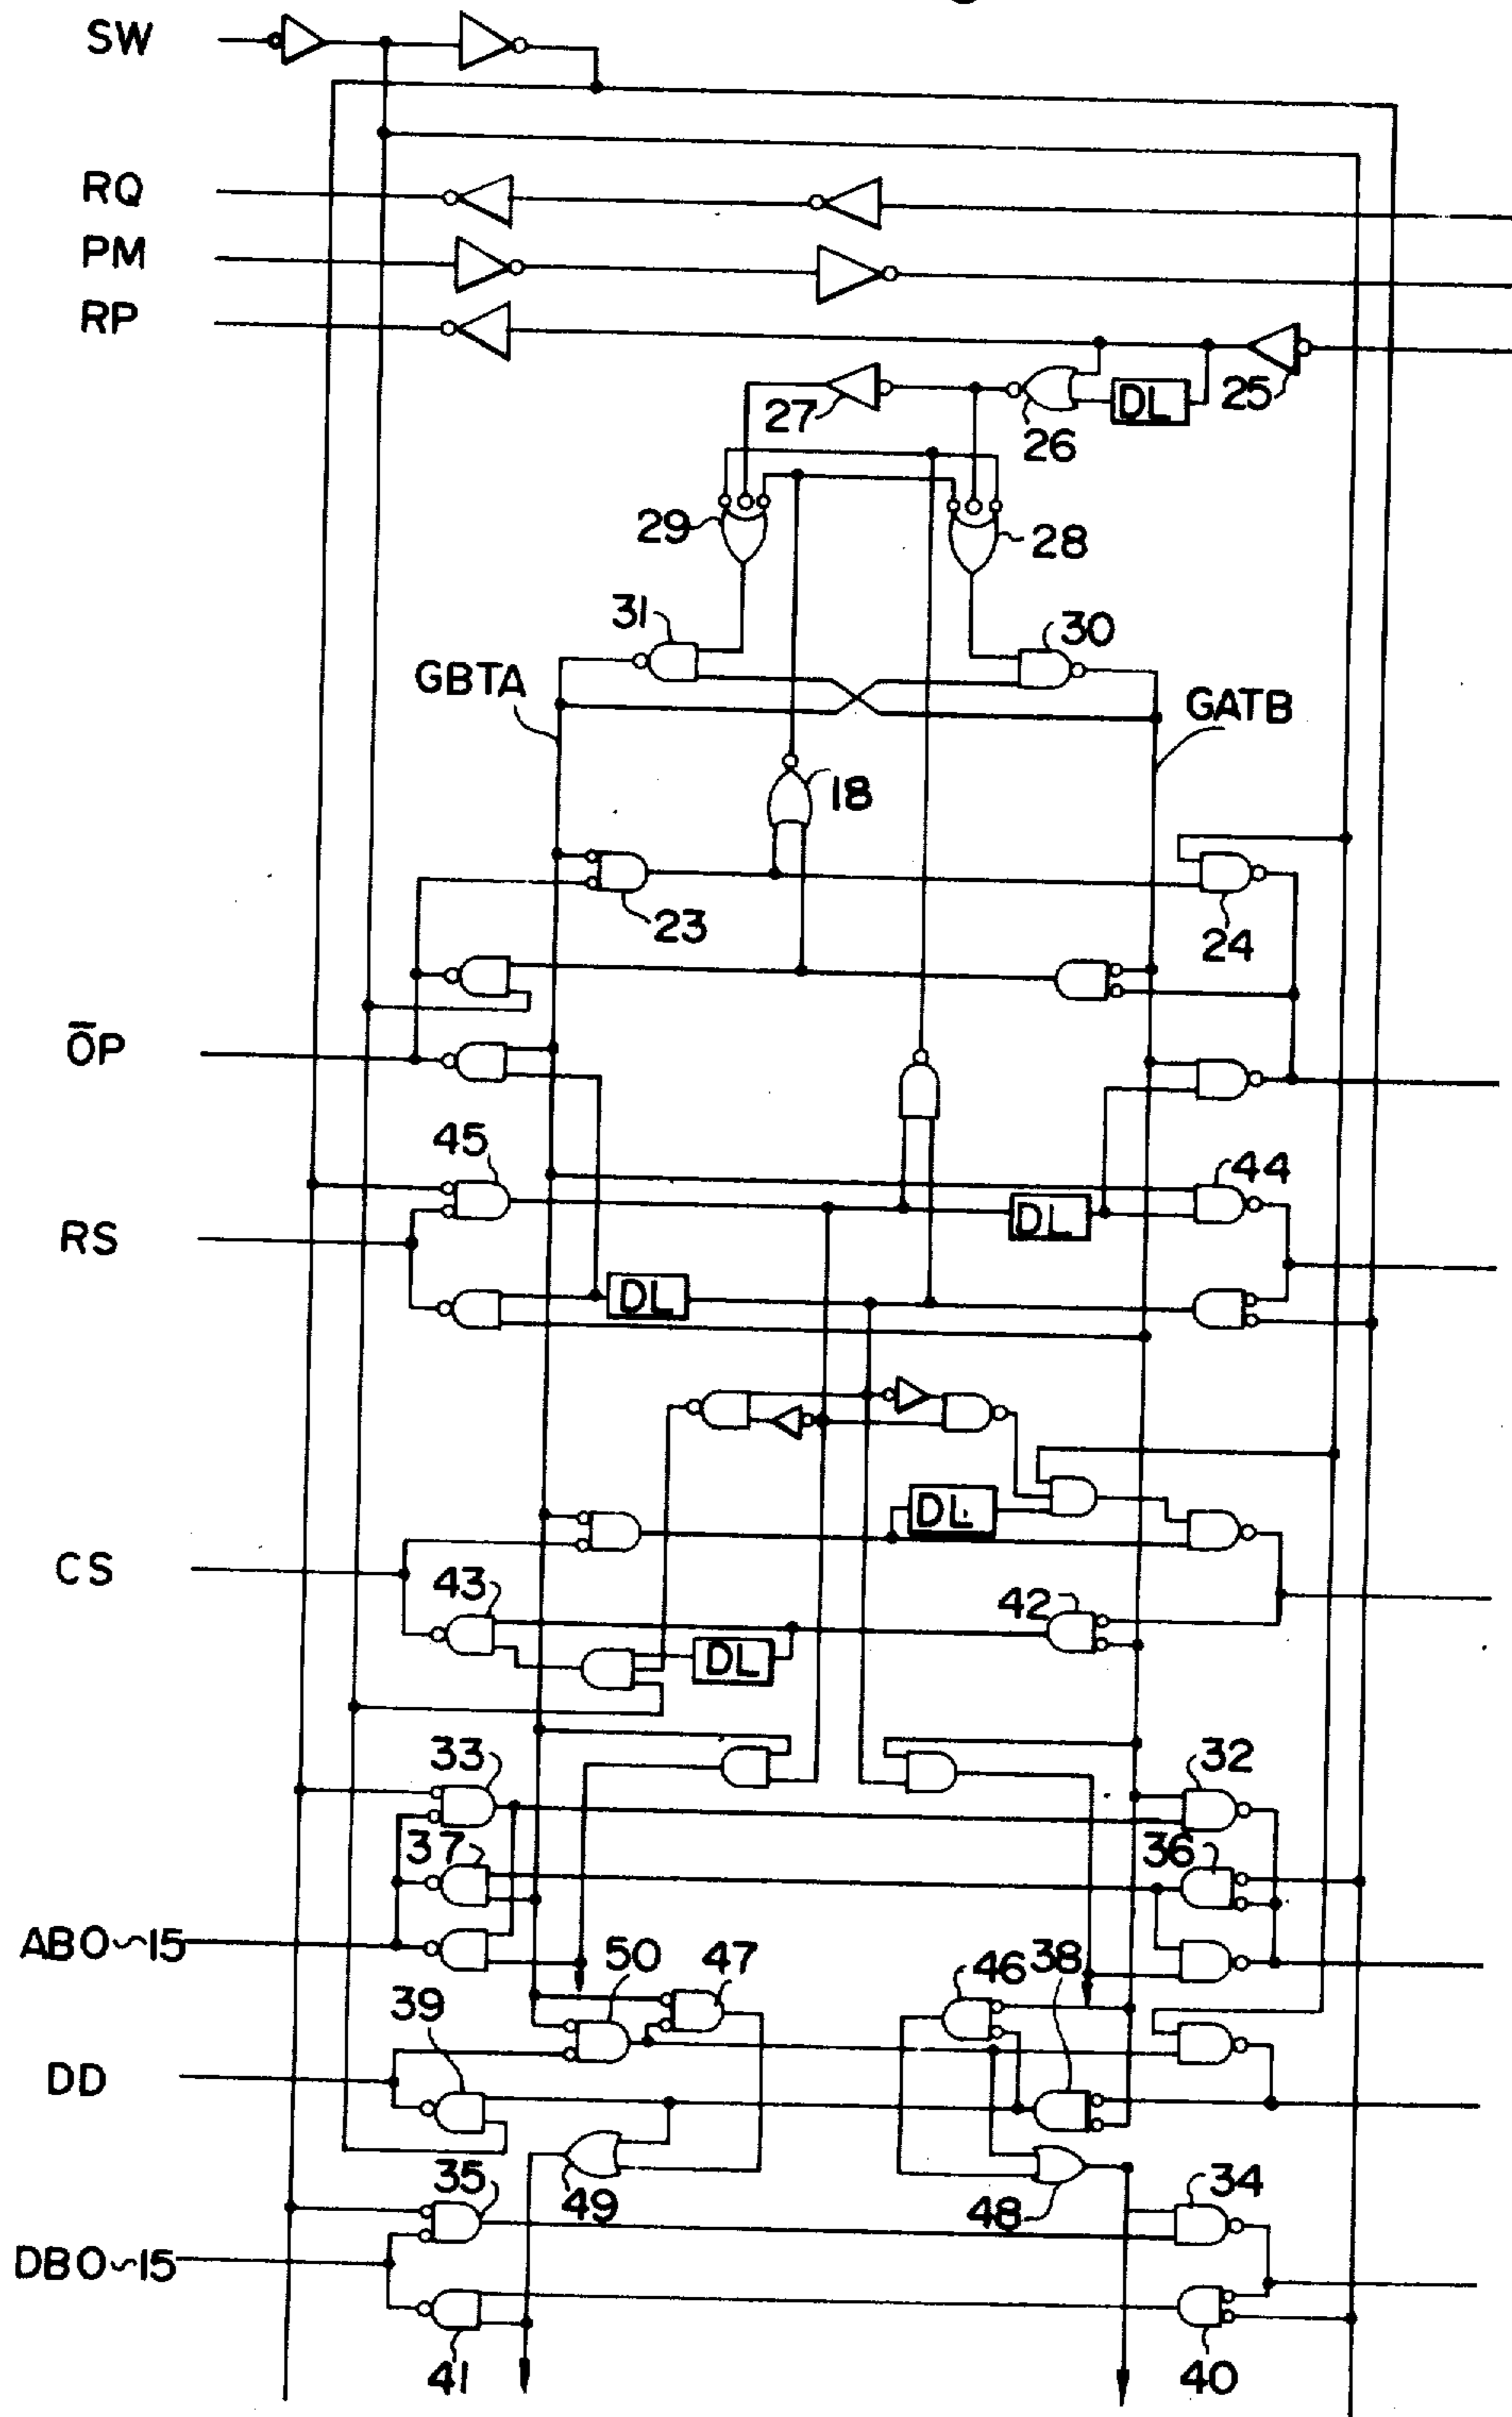 SW
RQ
PM
RP
25
27
DL
26
29
28
31
30
GBTA
GATB
18
23
24
O̅P
45
44
RS
DL
DL
DL
CS
43
42
DL
33
32
37
36
AB0~15
50
47
46
38
39
DD
49
48
35
34
DB0~15
41
40